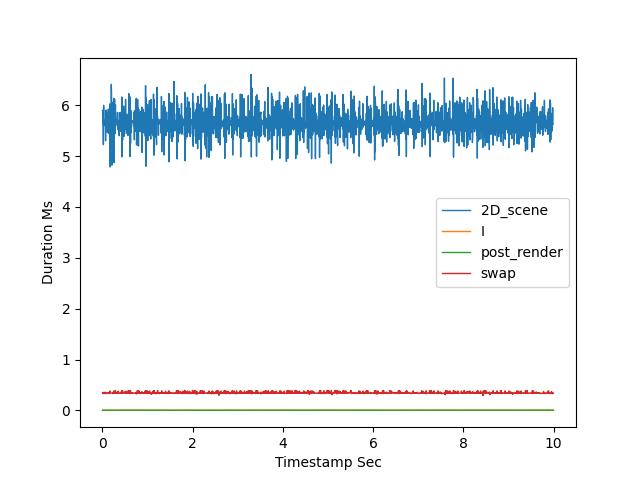 6
5
4
3
2
1
0
Duration Ms
2D_scene
I
post_render
swap
0 2 4 6 8 10
Timestamp Sec